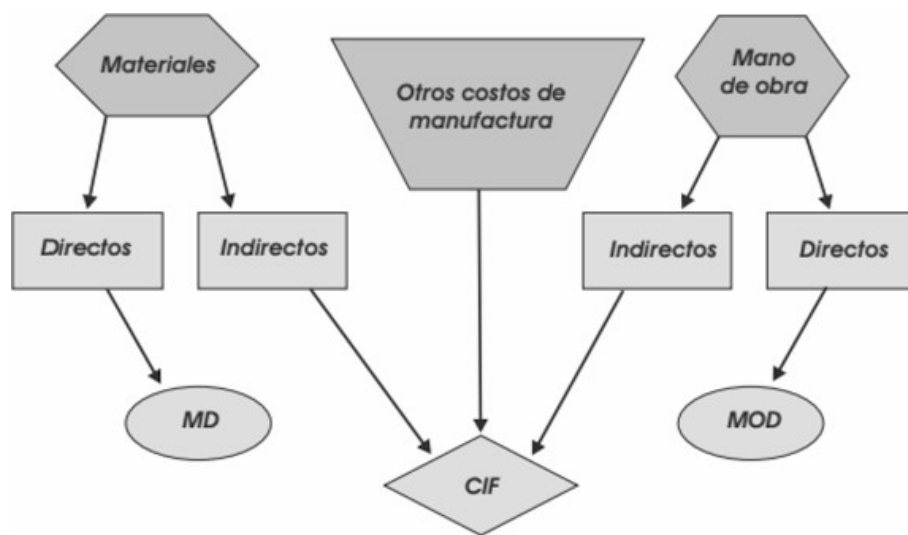 Materiales
Otros costos de
manufactura
Mano
de obra
Directos
Indirectos
Indirectos
Directos
MD
MOD
CIF